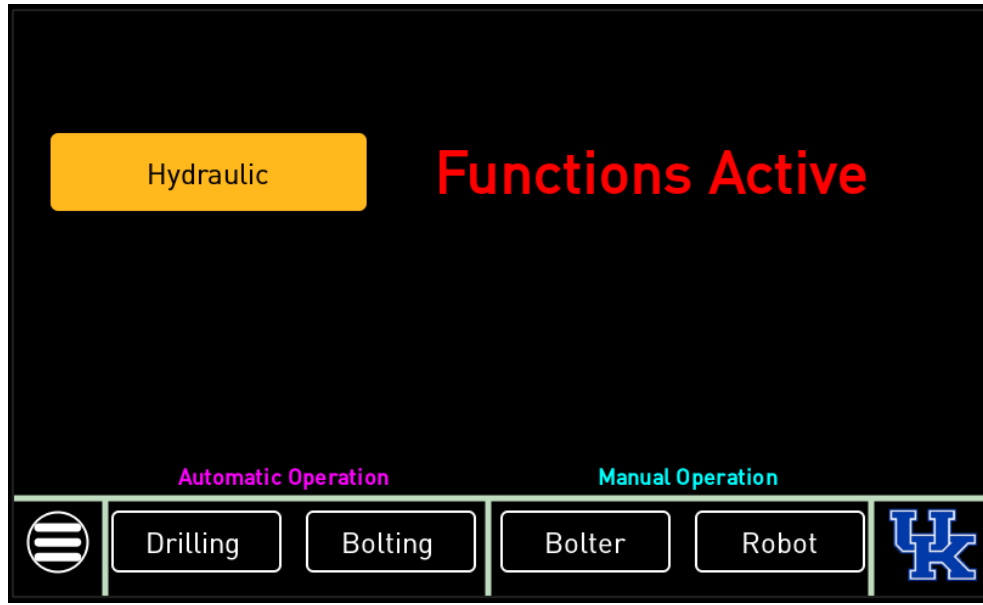 Hydraulic
Functions Active
Automatic Operation
Manual Operation
Drilling
Bolting
Bolter
Robot
UK